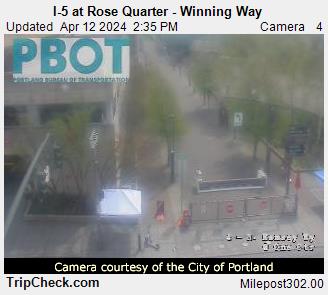 I-5 at Rose Quarter - Winning Way
Updated Apr 12 2024 2:35 PM Camera 4
PBOT
PORTLAND BUREAU OF TRANSPORTATION
Camera courtesy of the City of Portland
TripCheck.com Milepost302.00